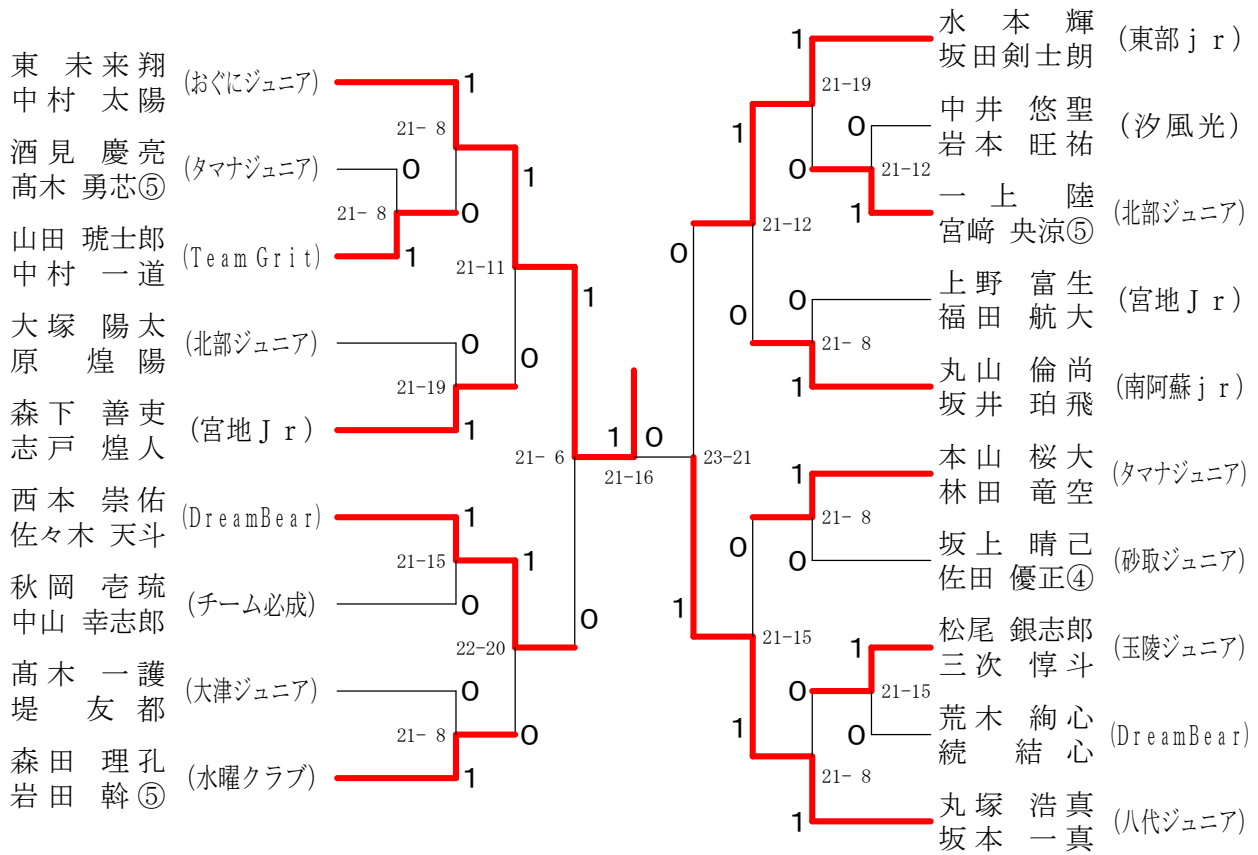 東 未来翔
中村 太陽
(おぐにジュニア)
1
21- 8
酒見 慶亮
髙木 勇芯⑤
(タマナジュニア)
0
1
21- 8
0
山田 琥士郎
中村 一道
(Team Grit)
1
21-11
1
大塚 陽太
原 煌陽
(北部ジュニア)
0
0
21-19
森下 善吏
志戸 煌人
(宮地Jr)
1
21- 6
1
0
21-16
西本 崇佑
佐々木 天斗
(DreamBear)
1
21-15
1
秋岡 壱琉
中山 幸志郎
(チーム必成)
0
0
22-20
髙木 一護
堤 友都
(大津ジュニア)
0
21- 8
0
森田 理孔
岩田 幹⑤
(水曜クラブ)
1
水本 輝
坂田剣士朗
(東部jr)
1
21-19
中井 悠聖
岩本 旺祐
(汐風光)
0
1
0
21-12
一上 陸
宮﨑 央涼⑤
(北部ジュニア)
1
21-12
0
上野 富生
福田 航大
(宮地Jr)
0
0
21- 8
丸山 倫尚
坂井 珀飛
(南阿蘇jr)
1
23-21
本山 桜大
林田 竜空
(タマナジュニア)
1
21- 8
0
坂上 晴己
佐田 優正④
(砂取ジュニア)
0
1
21-15
松尾 銀志郎
三次 惇斗
(玉陵ジュニア)
1
0
21-15
荒木 絢心
続 結心
(DreamBear)
0
1
21- 8
丸塚 浩真
坂本 一真
(八代ジュニア)
1